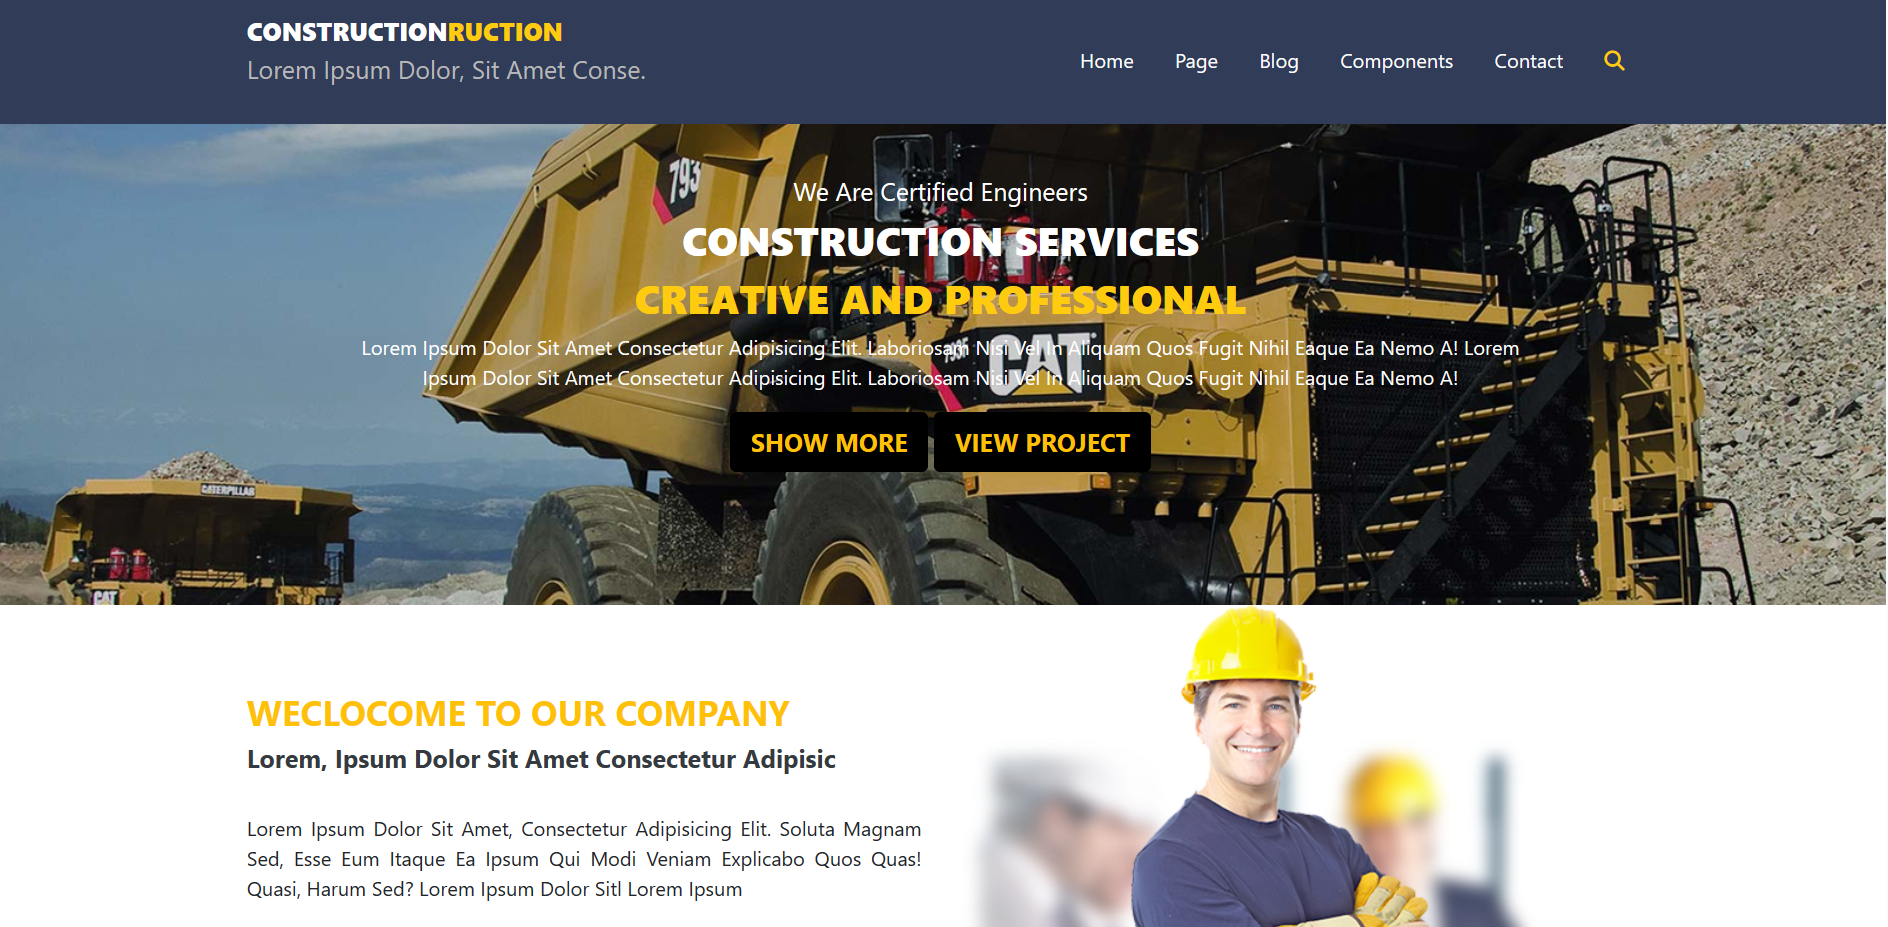 CONSTRUCTIONRUCTION
Lorem Ipsum Dolor, Sit Amet Conse.
Home Page Blog Components Contact
793
We Are Certified Engineers
CONSTRUCTION SERVICES
CREATIVE AND PROFESSIONAL
Lorem Ipsum Dolor Sit Amet Consectetur Adipisicing Elit. Laboriosam Nisi Vel In Aliquam Quos Fugit Nihil Eaque Ea Nemo A! Lorem
Ipsum Dolor Sit Amet Consectetur Adipisicing Elit. Laboriosam Nisi Vel In Aliquam Quos Fugit Nihil Eaque Ea Nemo A!
CAT
SHOW MORE VIEW PROJECT
CATERPILLAR
CAT
CAT
WECLOCOME TO OUR COMPANY
Lorem, Ipsum Dolor Sit Amet Consectetur Adipisic
Lorem Ipsum Dolor Sit Amet, Consectetur Adipisicing Elit. Soluta Magnam
Sed, Esse Eum Itaque Ea Ipsum Qui Modi Veniam Explicabo Quos Quas!
Quasi, Harum Sed? Lorem Ipsum Dolor Sitl Lorem Ipsum